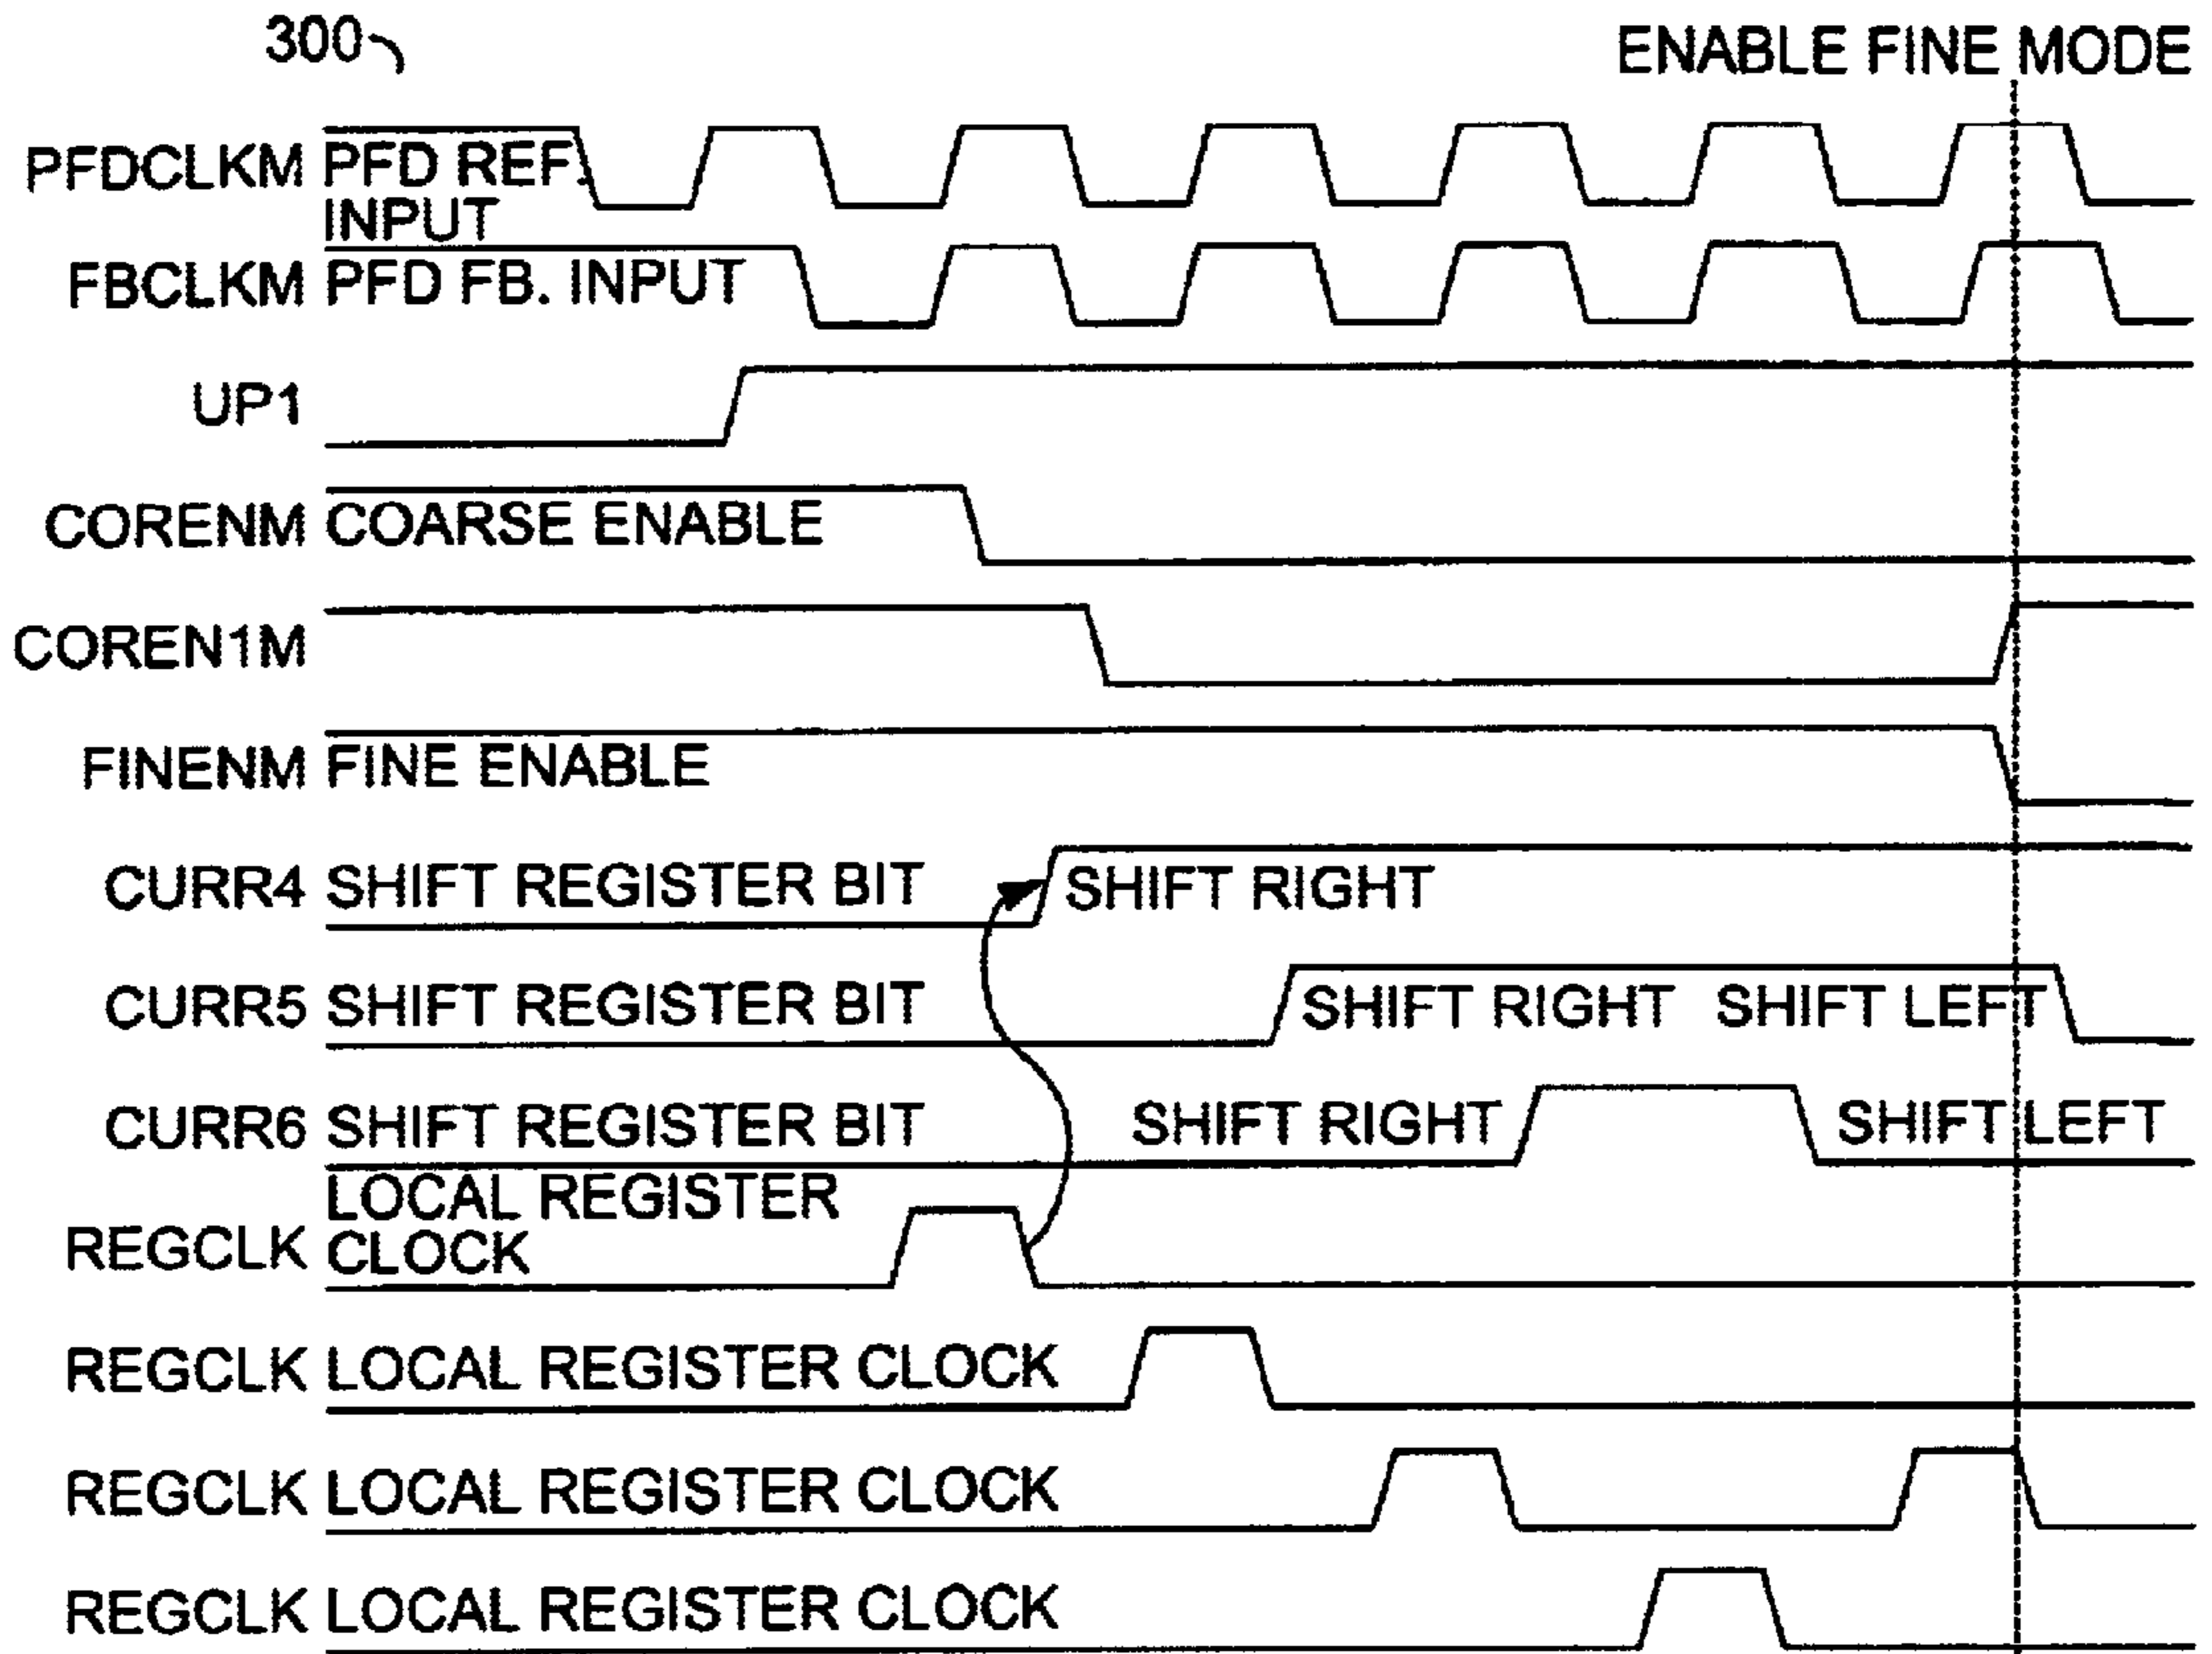 300
ENABLE FINE MODE
PFDCLKM PFD REF.
INPUT
FBCLKM PFD FB. INPUT
UP1
CORENM COARSE ENABLE
COREN1M
FINENM FINE ENABLE
CURR4 SHIFT REGISTER BIT SHIFT RIGHT
CURR5 SHIFT REGISTER BIT SHIFT RIGHT SHIFT LEFT
CURR6 SHIFT REGISTER BIT SHIFT RIGHT SHIFT LEFT
LOCAL REGISTER
REGCLK CLOCK
REGCLK LOCAL REGISTER CLOCK
REGCLK LOCAL REGISTER CLOCK
REGCLK LOCAL REGISTER CLOCK